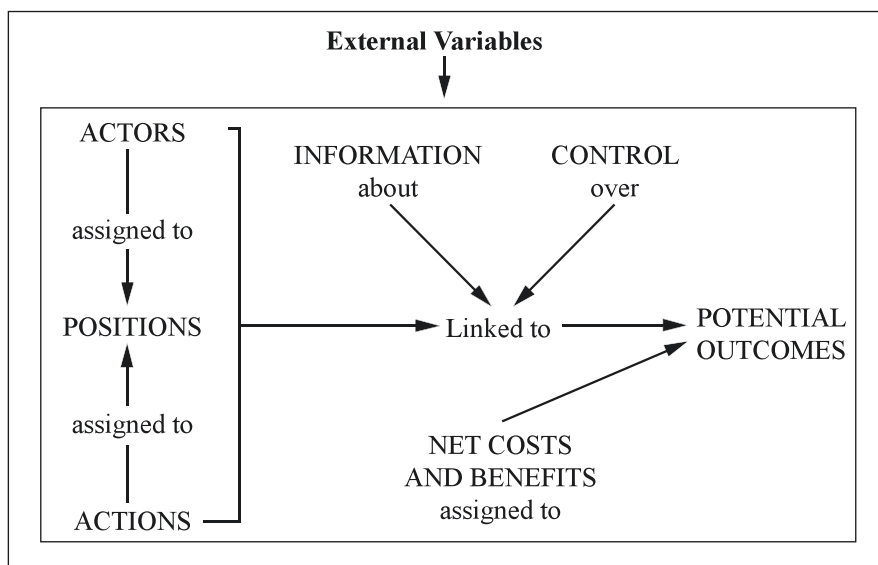 External Variables
ACTORS
assigned to
POSITIONS
assigned to
ACTIONS
INFORMATION
about
CONTROL
over
Linked to
POTENTIAL
OUTCOMES
NET COSTS
AND BENEFITS
assigned to